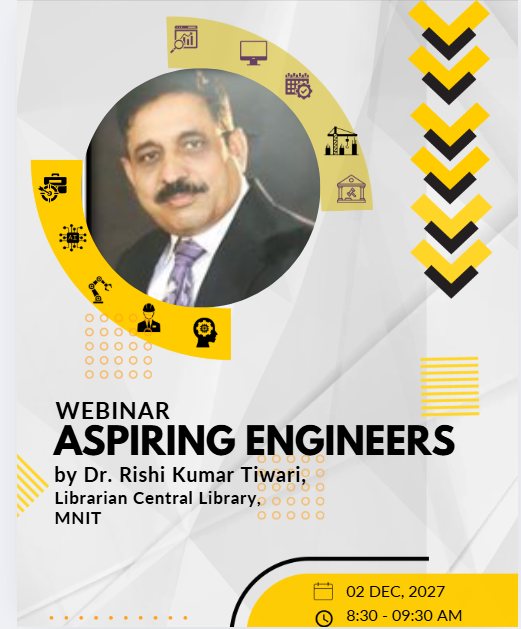 AI
WEBINAR
ASPIRING ENGINEERS
by Dr. Rishi Kumar Tiwari,
Librarian Central Library,
MNIT
02 DEC, 2027
8:30 - 09:30 AM